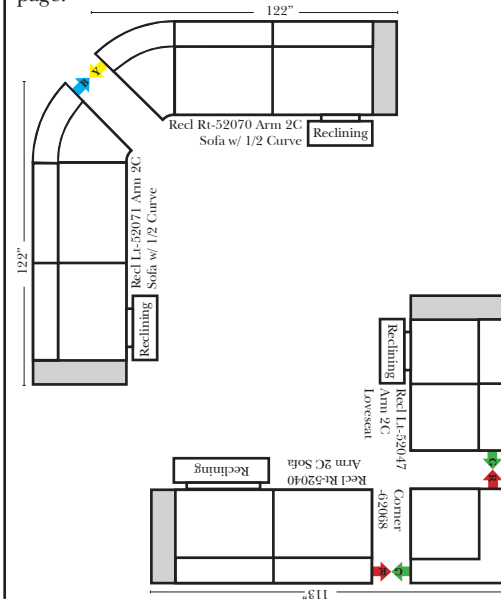 page.
122"
B
Y
Recl Rt-52070 Arm 2C
Sofa w/ 1/2 Curve
Reclining
122"
Recl Lt-52071 Arm 2C
Sofa w/ 1/2 Curve
Reclining
Reclining
Recl Lt-52047
Arm 2C
Loveseat
G
R
Reclining
Recl Rt-52040
Arm 2C Sofa
Corner
-62068
R
G
113"